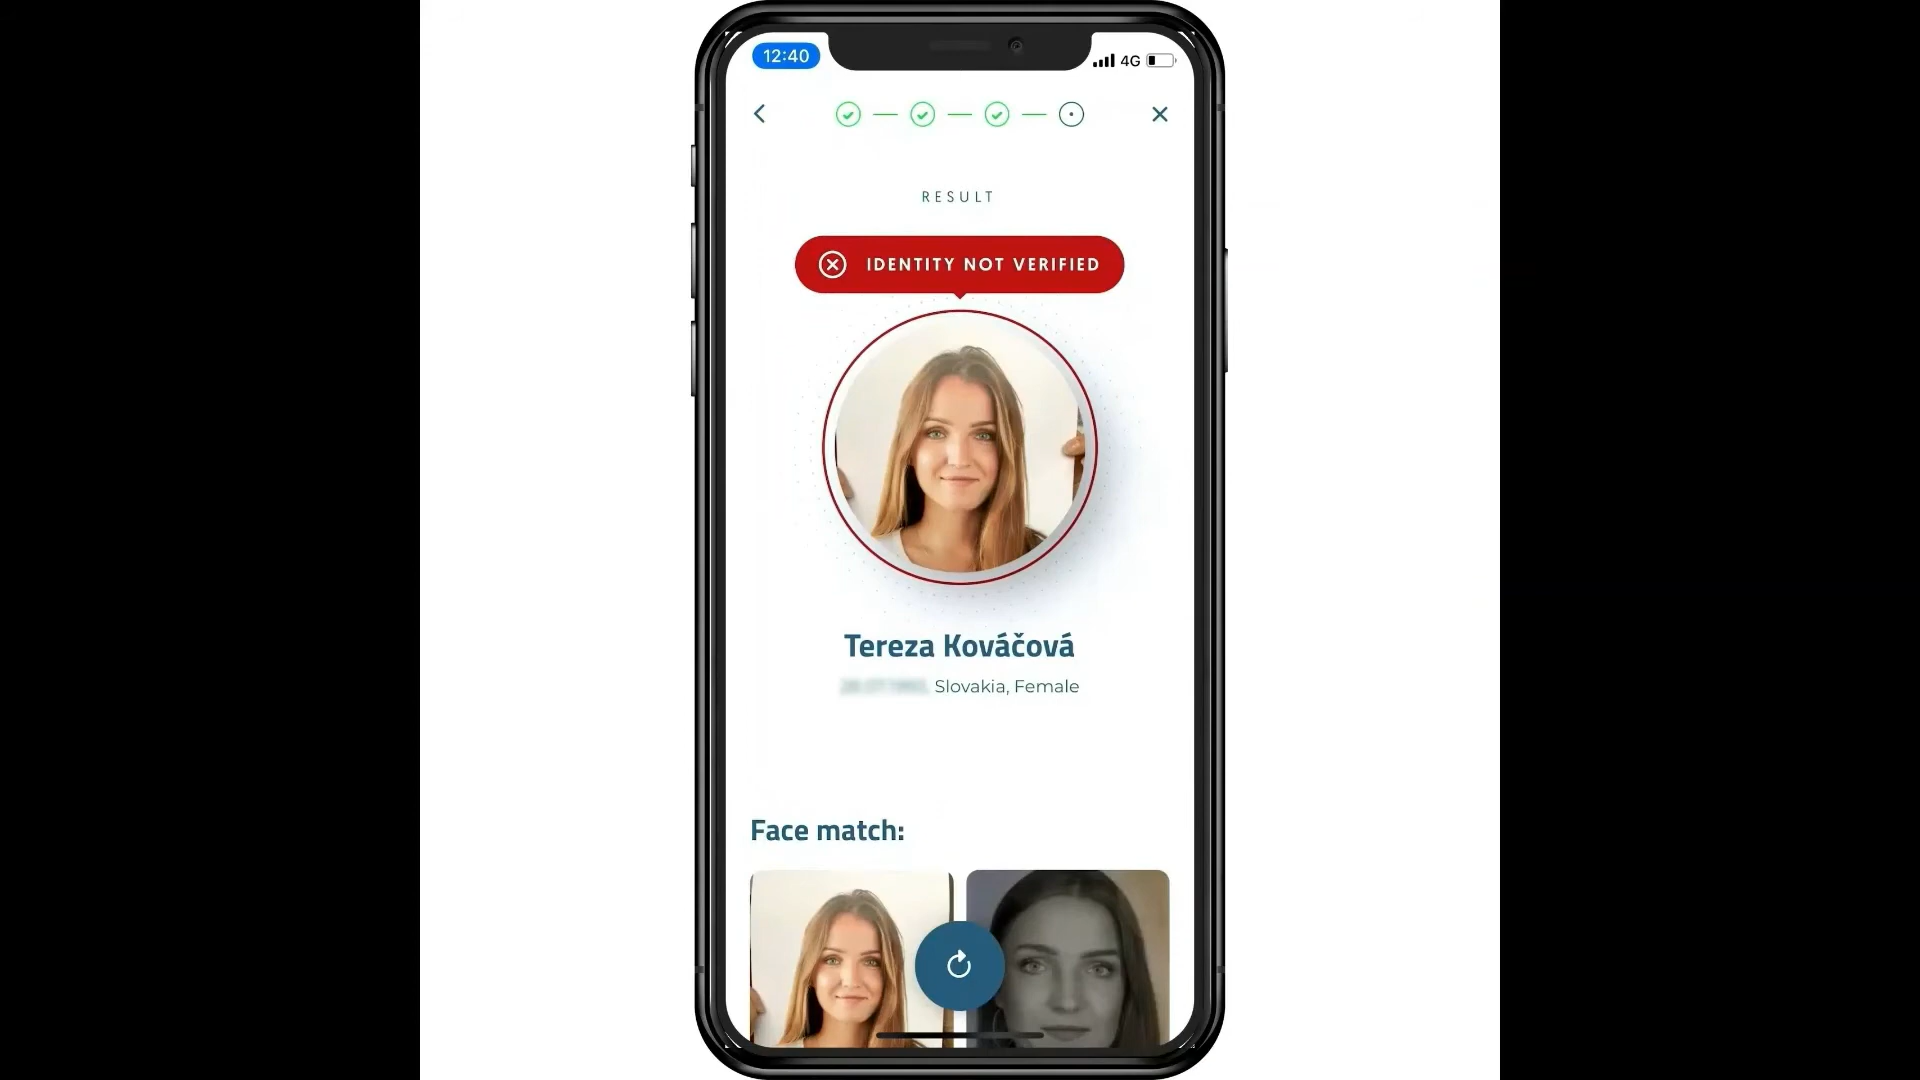 12:40
4G
RESULT
IDENTITY NOT VERIFIED
Tereza Kováčová
Slovakia, Female
Face match: